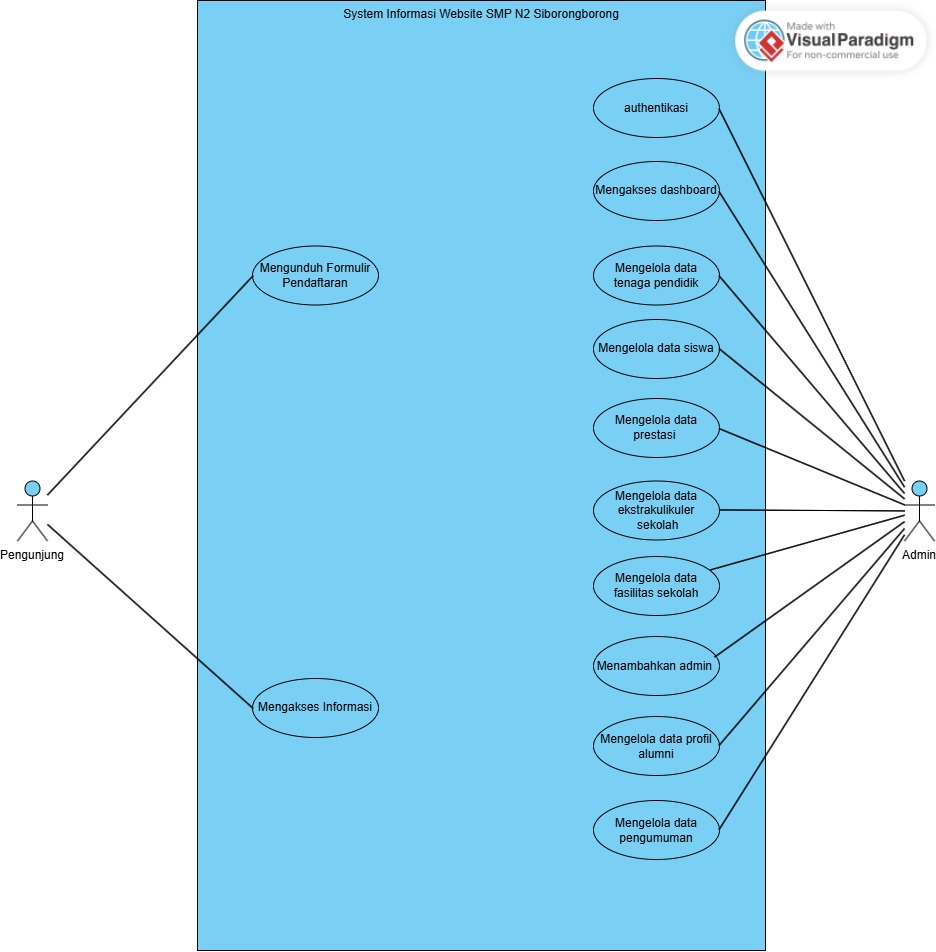 System Informasi Website SMP N2 Siborongborong
Made with
VisualParadigm
For non-commercial use
authentikasi
Mengakses dashboard
Mengunduh Formulir
Pendaftaran
Mengelola data
tenaga pendidik
Mengelola data siswa
Mengelola data
prestasi
Mengelola data
ekstrakulikuler
sekolah
Pengunjung
Admin
Mengelola data
fasilitas sekolah
Menambahkan admin
Mengakses Informasi
Mengelola data profil
alumni
Mengelola data
pengumuman